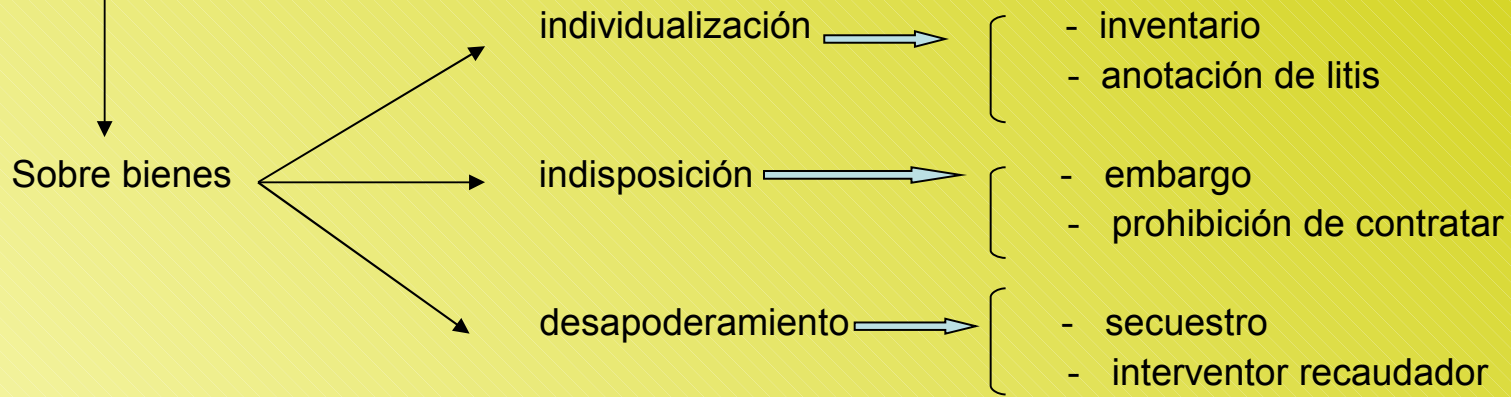 individualización
- inventario
- anotación de litis
Sobre bienes
indisposición
- embargo
- prohibición de contratar
desapoderamiento
- secuestro
- interventor recaudador